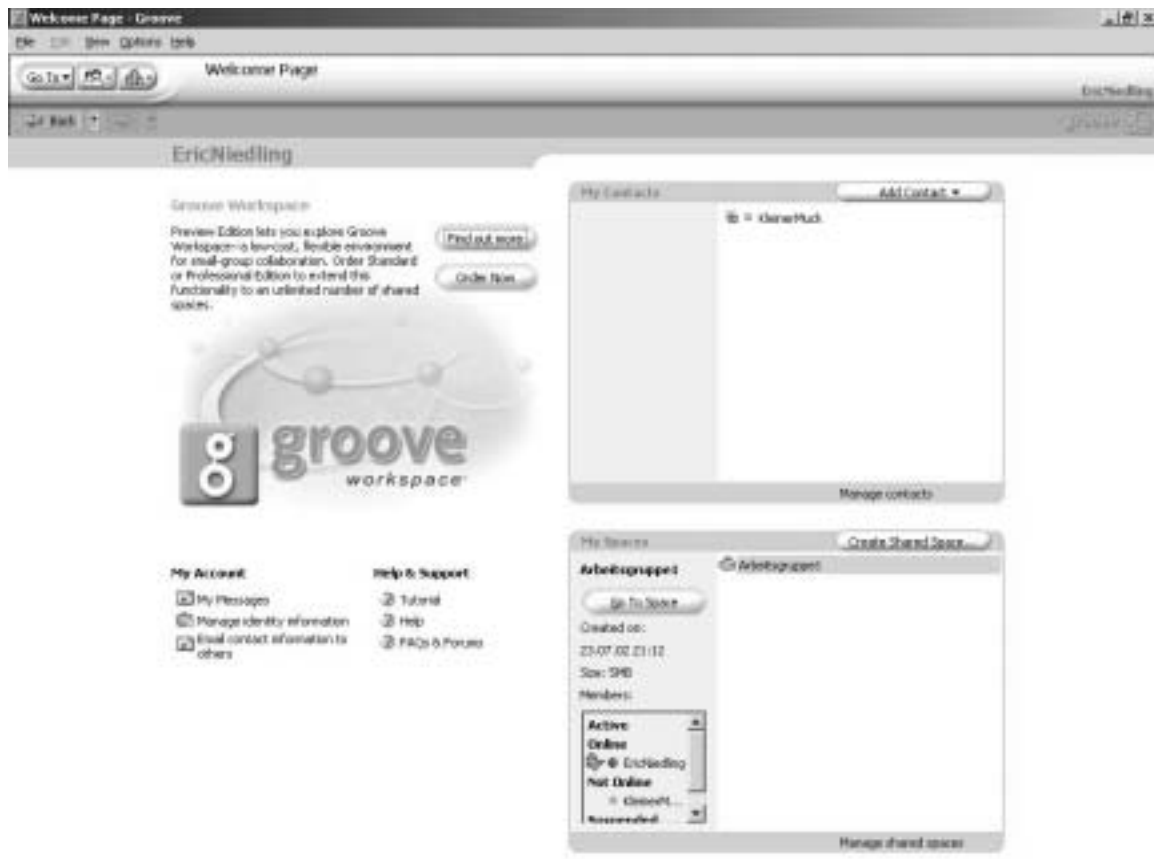 Welcome Page - Groove
File Edit View Options Help
Go To
Welcome Page
EricNiedling
Back
EricNiedling
Groove Workspace
Preview Edition lets you explore Groove
Workspace-a low-cost, flexible environment
for small-group collaboration. Order Standard
or Professional Edition to extend this
functionality to an unlimited number of shared
spaces.
Find out more
Order Now
groove
workspace
My Account
My Messages
Manage identity information
Email contact information to
others
Help & Support
Tutorial
Help
FAQs & Forums
My Contacts
Add Contact
KleinerMuck
Manage contacts
My Spaces
Create Shared Space...
Arbeitsgruppe1
Go To Space
Created on:
23.07.02 21:12
Size: 5MB
Members:
Active
Online
EricNiedling
Not Online
KleinerM...
Suspended
Arbeitsgruppe1
Manage shared spaces